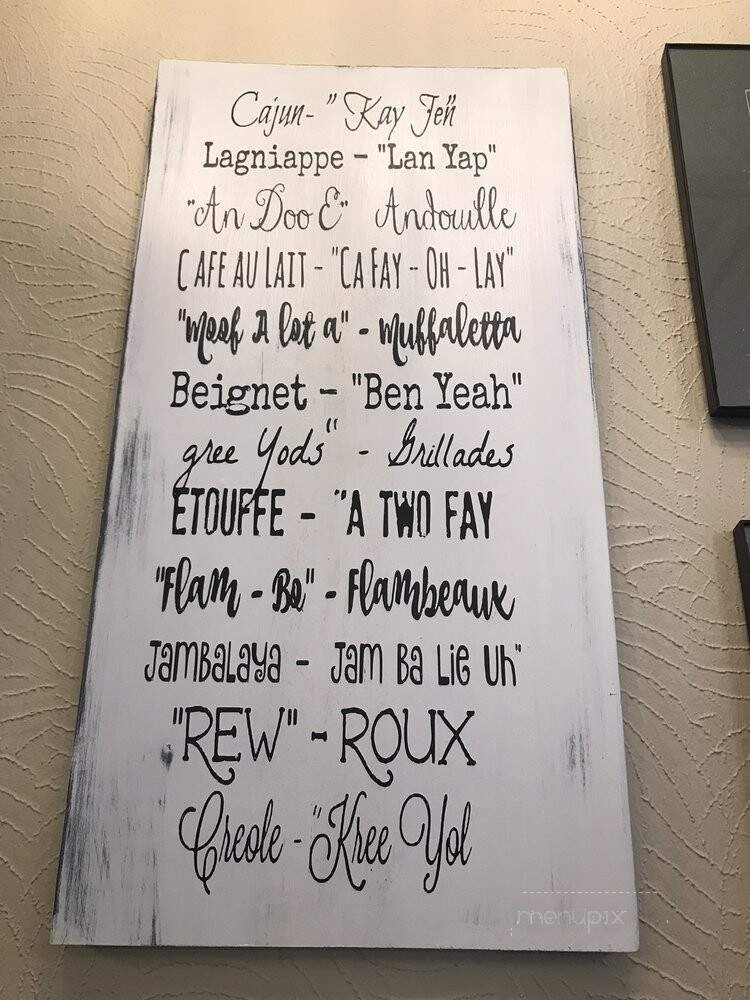 Cajun- "Kay Jen"
Lagniappe - "Lan Yap"
"An Doo E" Andouille
CAFE AU LAIT - "CA FAY - OH - LAY"
"Moof A lot a" - Muffaletta
Beignet - "Ben Yeah"
gree Yods" - Grillades
ETOUFFE - "A TWO FAY
"Flam - Bo" - Flambeaux
Jambalaya - Jam Ba Lie Uh"
"REW" - ROUX
Creole - "Kree Yol
menupix